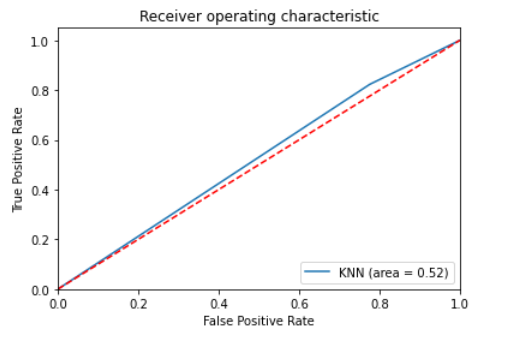 Receiver operating characteristic
1.0
0.8
0.6
0.4
0.2
0.0
True Positive Rate
KNN (area = 0.52)
0.0 0.2 0.4 0.6 0.8 1.0
False Positive Rate